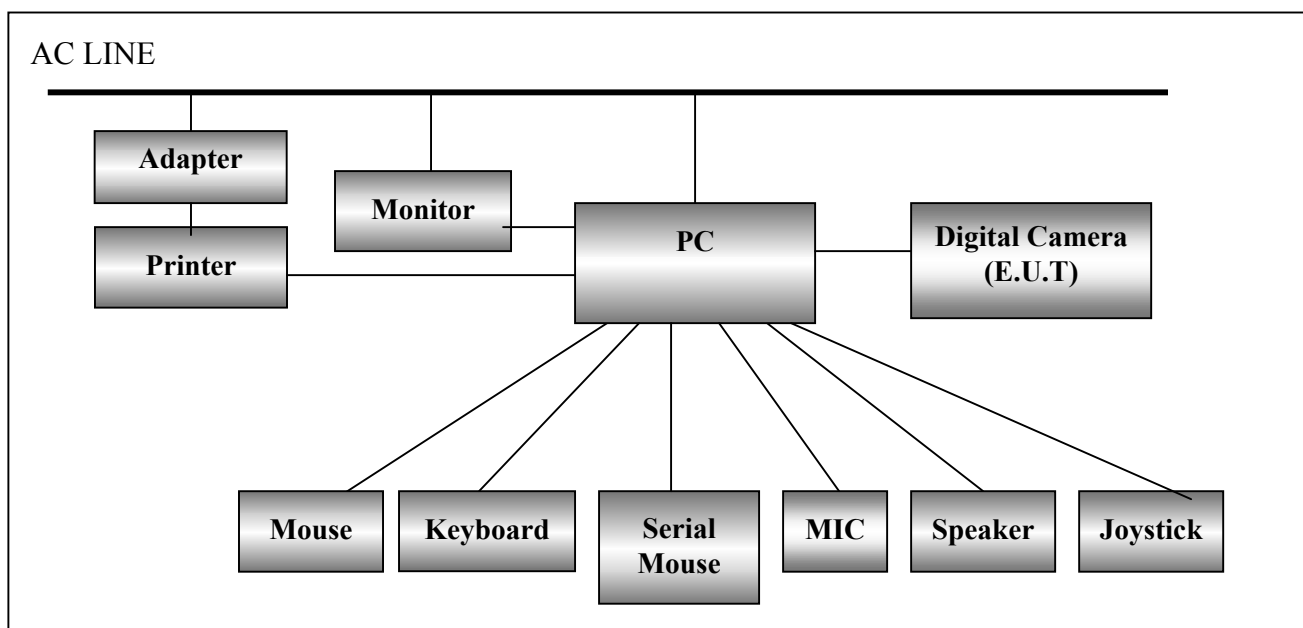 AC LINE
Adapter
Monitor
Printer
PC
Digital Camera
(E.U.T)
Mouse
Keyboard
Serial
Mouse
MIC
Speaker
Joystick